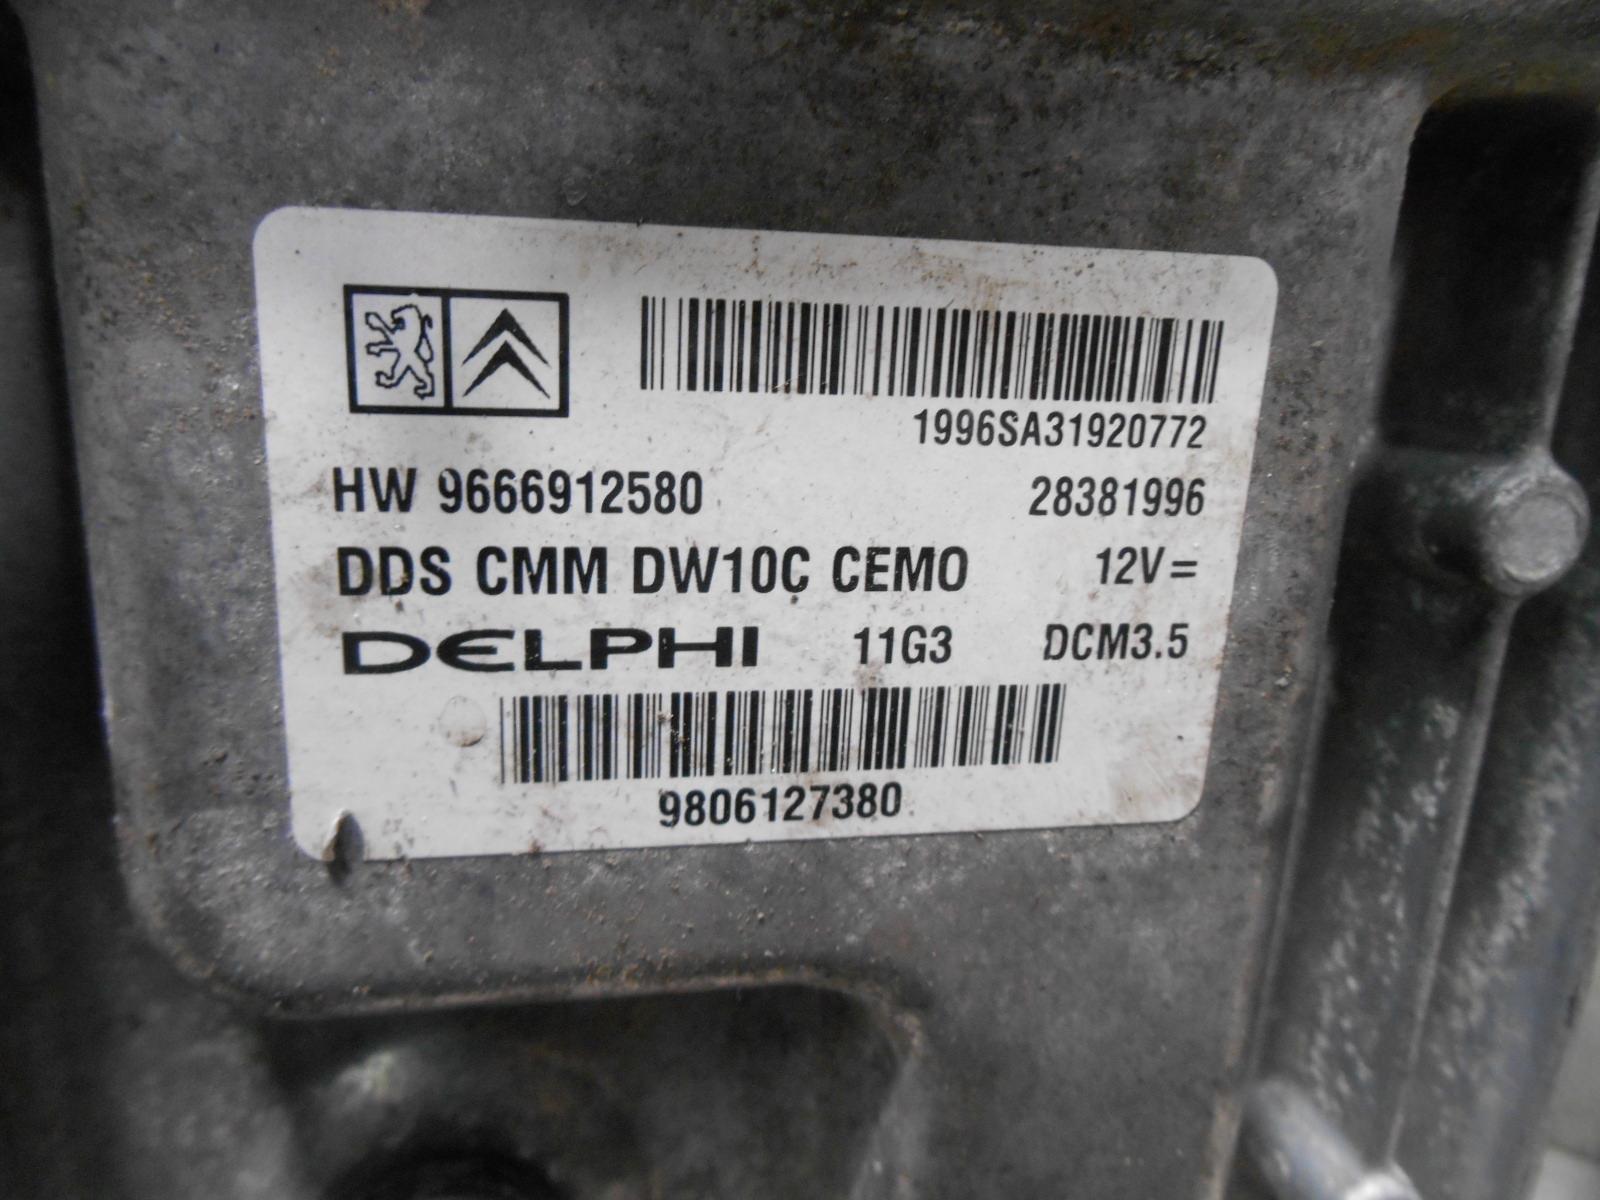 1996SA31920772
HW 9666912580 28381996
DDS CMM DW10C CEMO 12V=
DELPHI 11G3 DCM3.5
9806127380